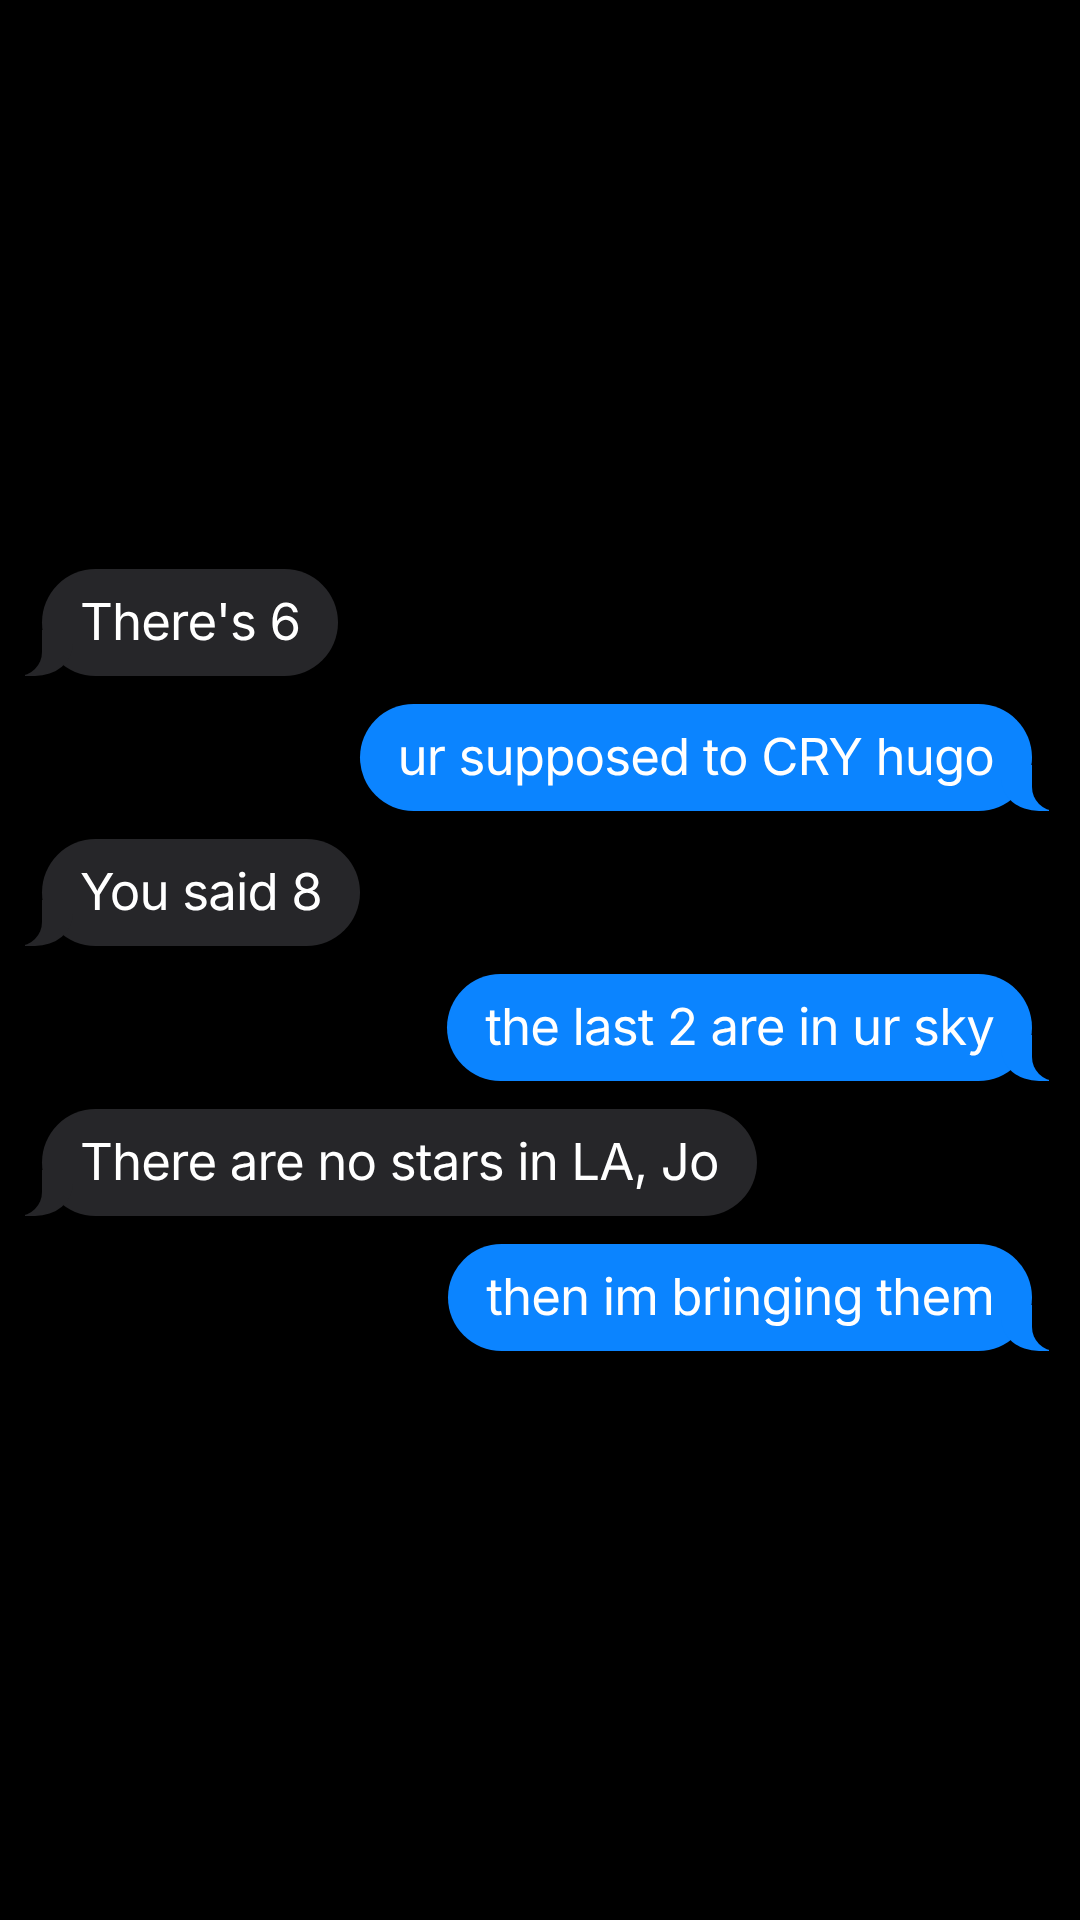 There's 6
ur supposed to CRY hugo
You said 8
the last 2 are in ur sky
There are no stars in LA, Jo
then im bringing them